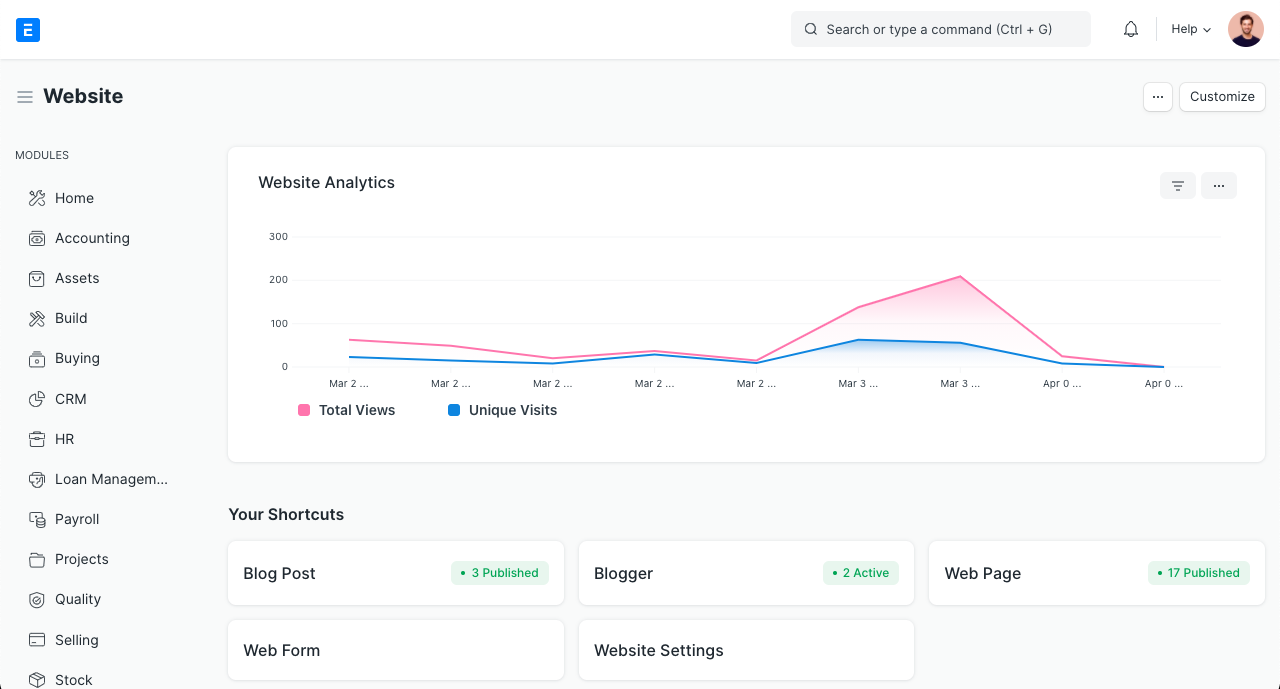 E
Search or type a command (Ctrl + G)
Help
Website
...
Customize
MODULES
Home
Accounting
Assets
Build
Buying
CRM
HR
Loan Managem...
Payroll
Projects
Quality
Selling
Stock
Website Analytics
...
300
200
100
0
Mar 2 ... Mar 2 ... Mar 2 ... Mar 2 ... Mar 2 ... Mar 3 ... Mar 3 ... Apr 0 ... Apr 0 ...
Total Views Unique Visits
Your Shortcuts
Blog Post • 3 Published
Blogger • 2 Active
Web Page • 17 Published
Web Form
Website Settings